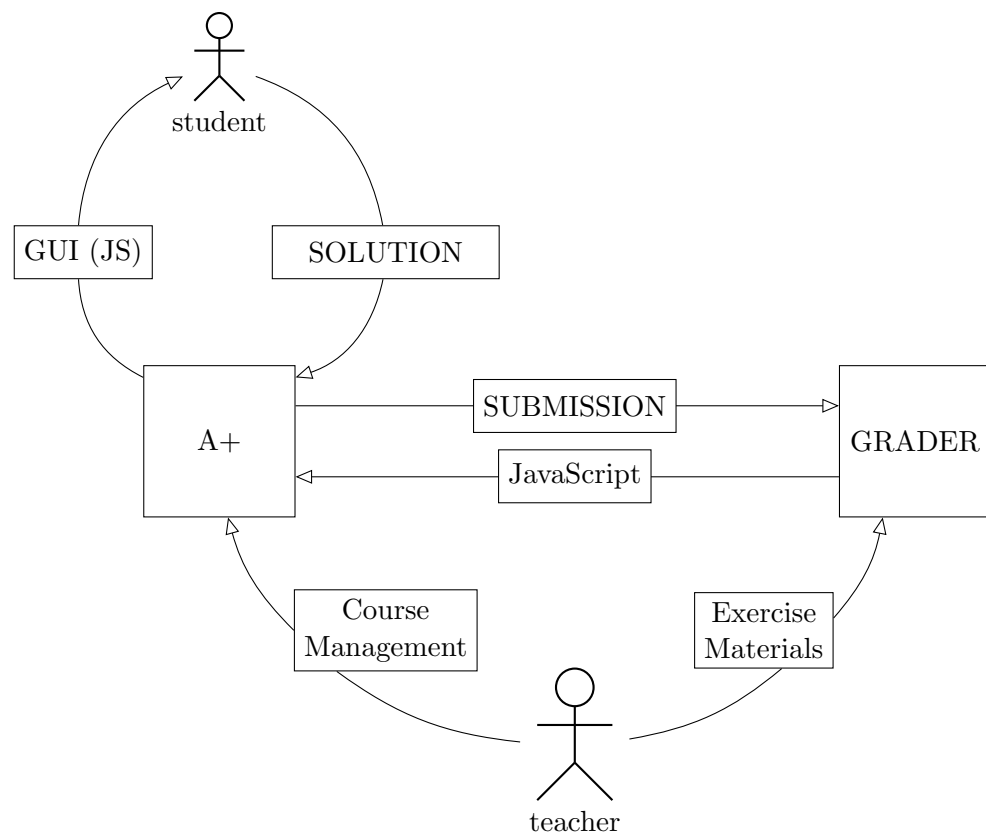 student
GUI (JS)
SOLUTION
SUBMISSION
A+
GRADER
JavaScript
Course
Management
Exercise
Materials
teacher